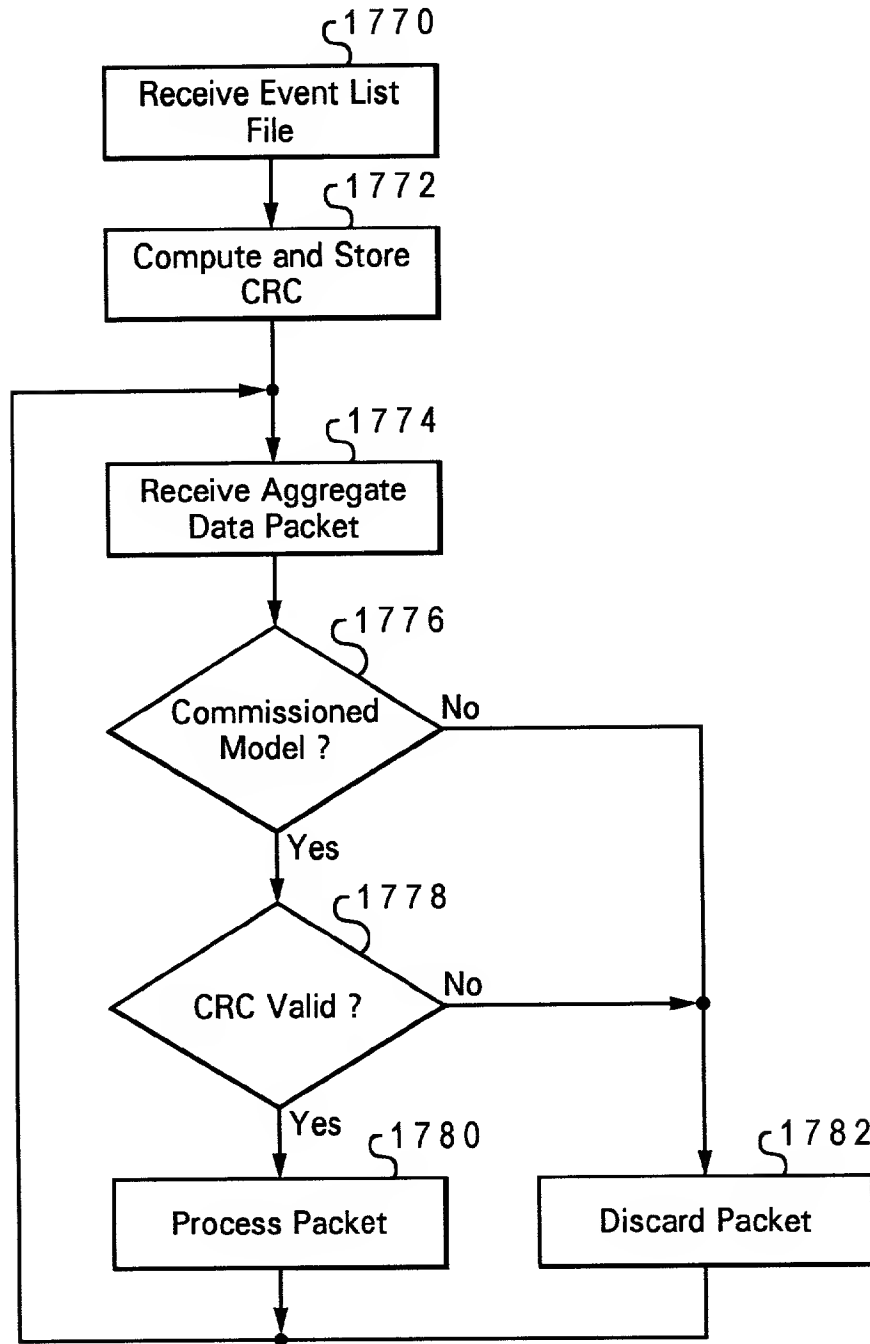 1770
Receive Event List
File
1772
Compute and Store
CRC
1774
Receive Aggregate
Data Packet
1776
Commissioned
Model ?
No
Yes
1778
CRC Valid ?
No
Yes
1780
Process Packet
1782
Discard Packet